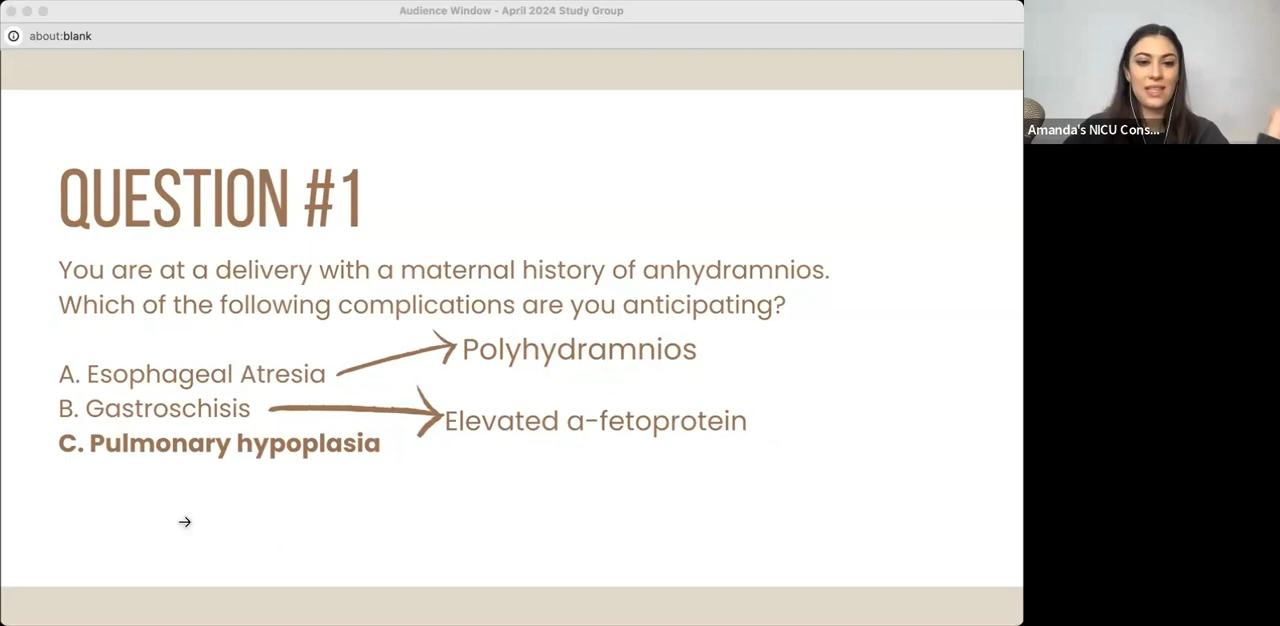 Audience Window - April 2024 Study Group
about:blank
Amanda's NICU Cons...
QUESTION #1
You are at a delivery with a maternal history of anhydramnios.
Which of the following complications are you anticipating?
Polyhydramnios
A. Esophageal Atresia
B. Gastroschisis
Elevated a-fetoprotein
C. Pulmonary hypoplasia